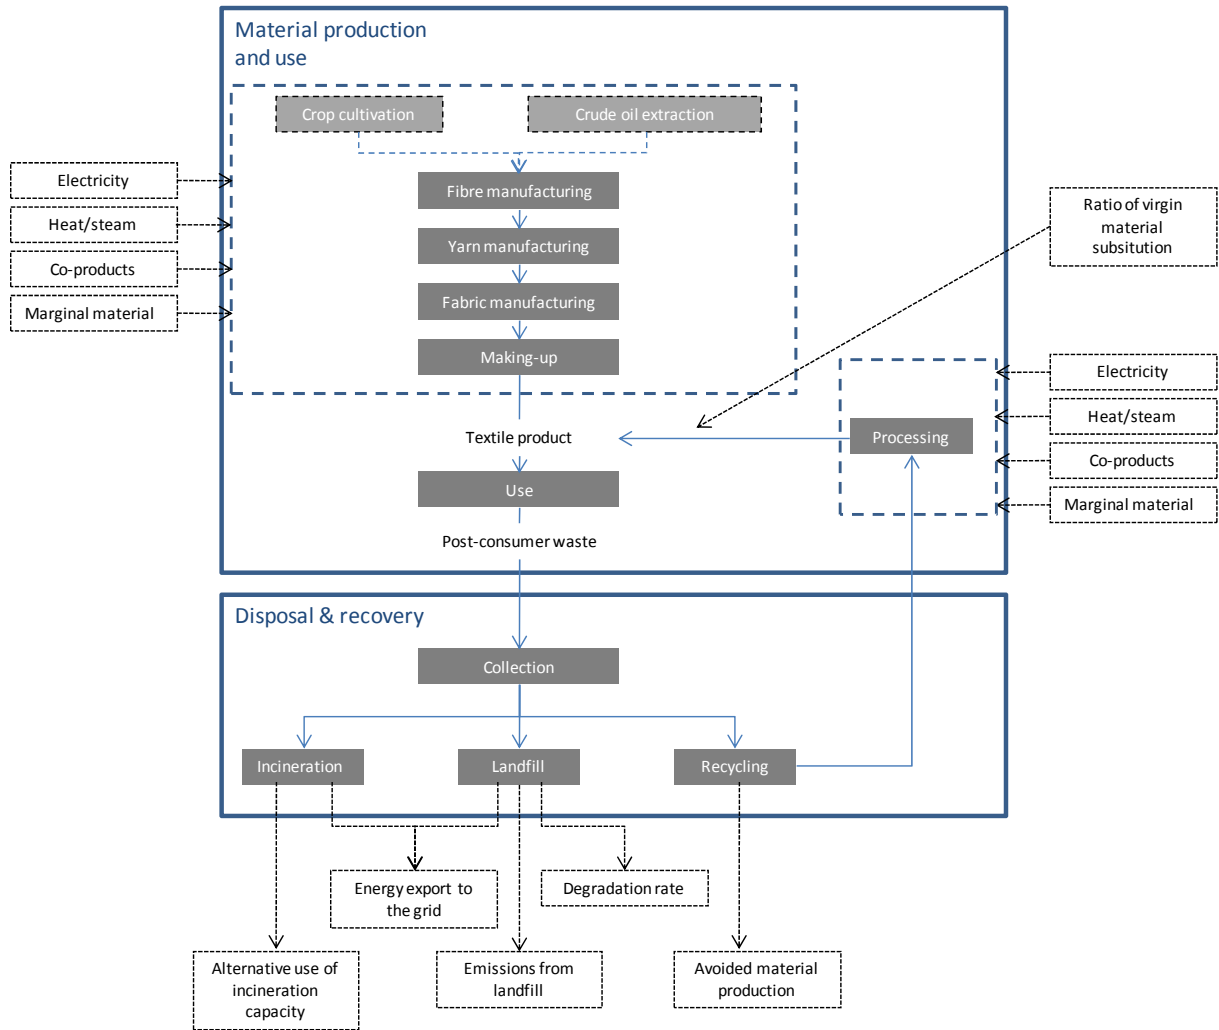 Material production
and use
Crop cultivation
Crude oil extraction
Electricity
Heat/steam
Co-products
Marginal material
Fibre manufacturing
Yarn manufacturing
Fabric manufacturing
Making-up
Ratio of virgin
material
subsitution
Textile product
Processing
Use
Post-consumer waste
Electricity
Heat/steam
Co-products
Marginal material
Disposal & recovery
Collection
Incineration
Landfill
Recycling
Energy export to
the grid
Degradation rate
Alternative use of
incineration
capacity
Emissions from
landfill
Avoided material
production